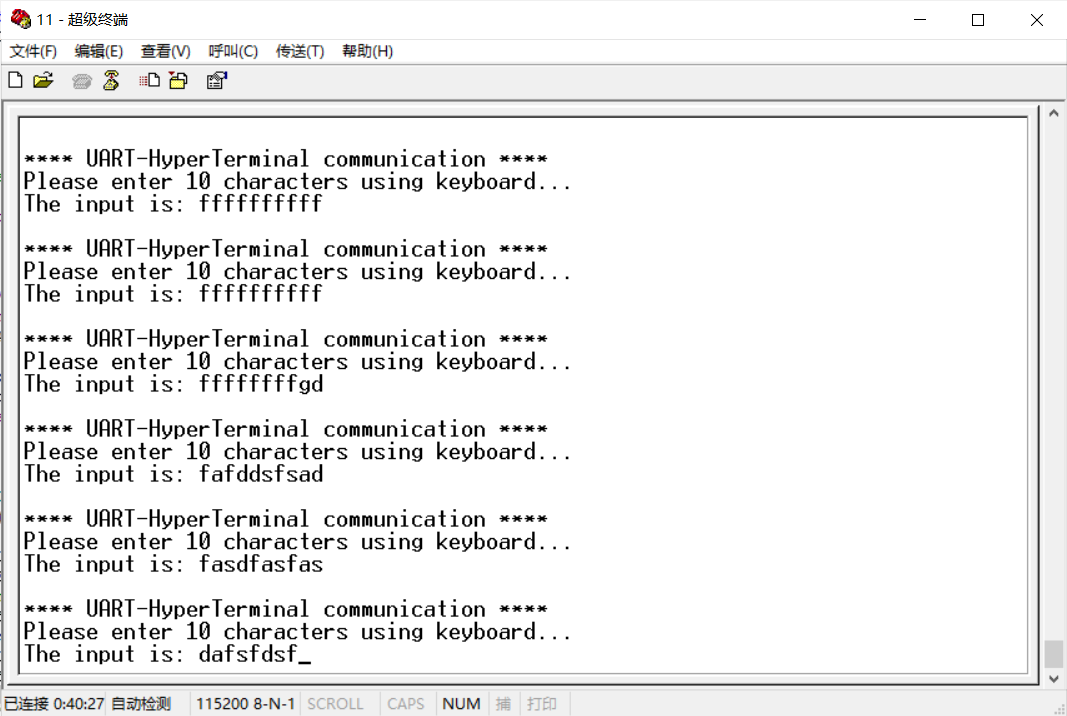 11 - 超级终端
文件(F) 编辑(E) 查看(V) 呼叫(C) 传送(T) 帮助(H)
**** UART-HyperTerminal communication ****
Please enter 10 characters using keyboard...
The input is: ffffffffff
**** UART-HyperTerminal communication ****
Please enter 10 characters using keyboard...
The input is: ffffffffff
**** UART-HyperTerminal communication ****
Please enter 10 characters using keyboard...
The input is: ffffffffgd
**** UART-HyperTerminal communication ****
Please enter 10 characters using keyboard...
The input is: fafddsfsad
**** UART-HyperTerminal communication ****
Please enter 10 characters using keyboard...
The input is: fasdfasfas
**** UART-HyperTerminal communication ****
Please enter 10 characters using keyboard...
The input is: dafsfdsf_
已连接 0:40:27 自动检测 115200 8-N-1 SCROLL CAPS NUM 捕 打印